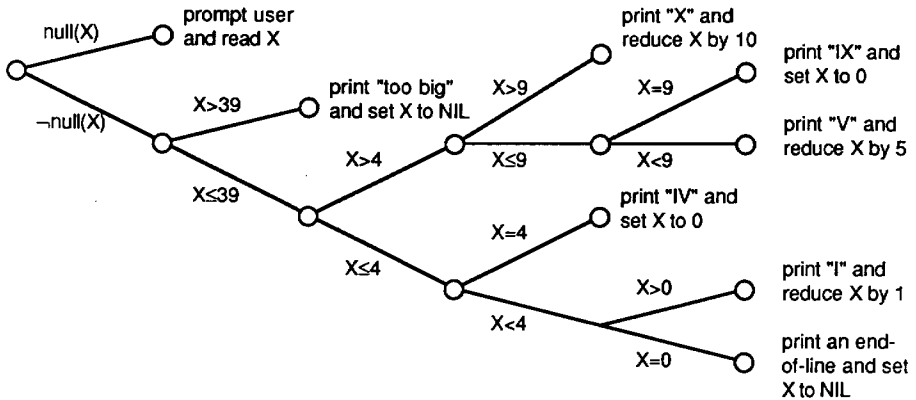 null(X)
prompt user
and read X
¬null(X)
X>39
print "too big"
and set X to NIL
X≤39
X>4
X>9
print "X" and
reduce X by 10
X≤9
X=9
print "IX" and
set X to 0
X<9
print "V" and
reduce X by 5
X≤4
X=4
print "IV" and
set X to 0
X<4
X>0
print "I" and
reduce X by 1
X=0
print an end-
of-line and set
X to NIL